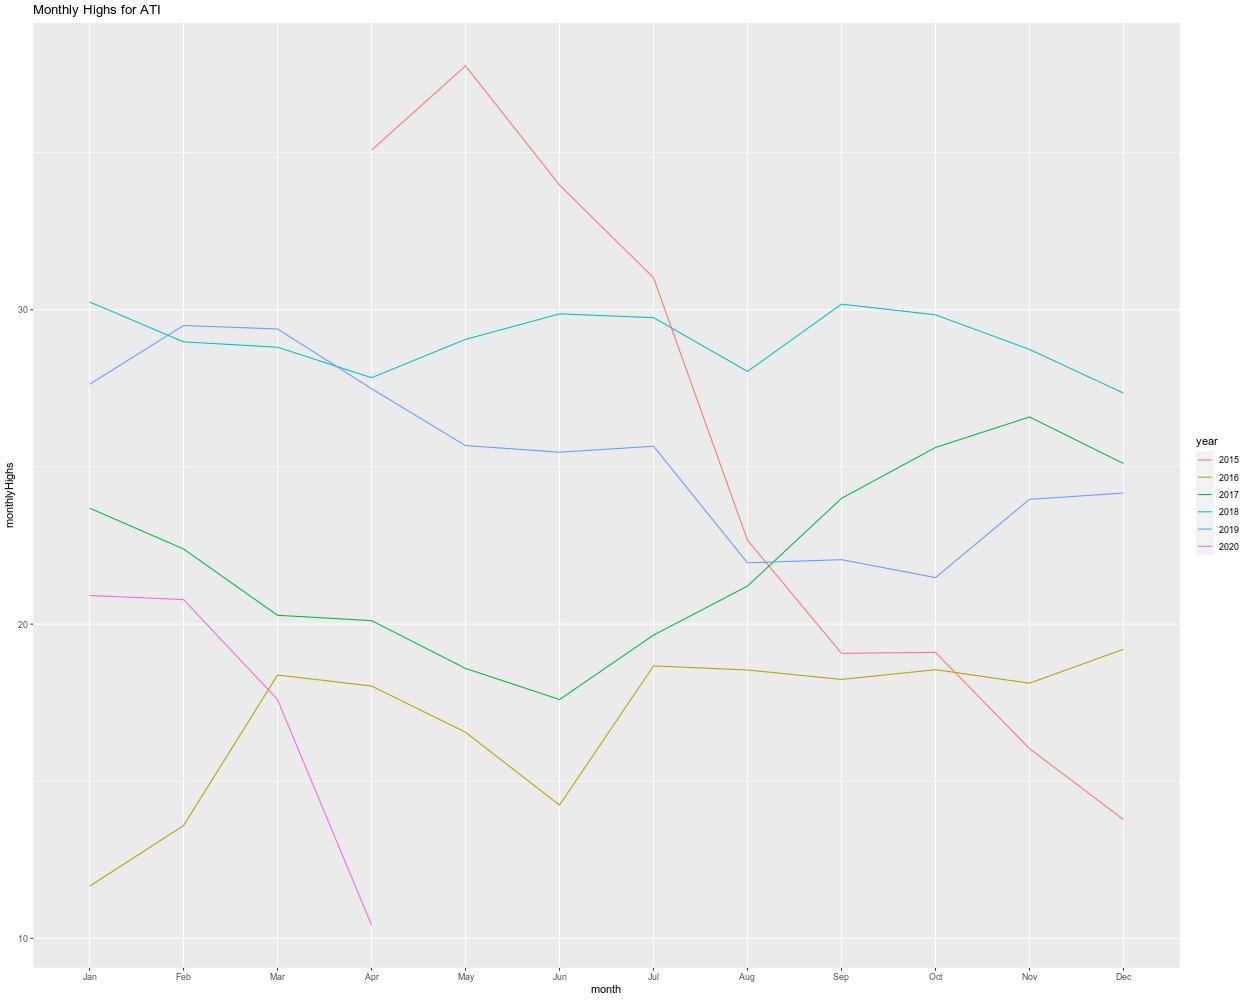 Monthly Highs for ATI
monthlyHighs
30
20
10
Jan Feb Mar Apr May Jun Jul Aug Sep Oct Nov Dec
month
year
2015
2016
2017
2018
2019
2020